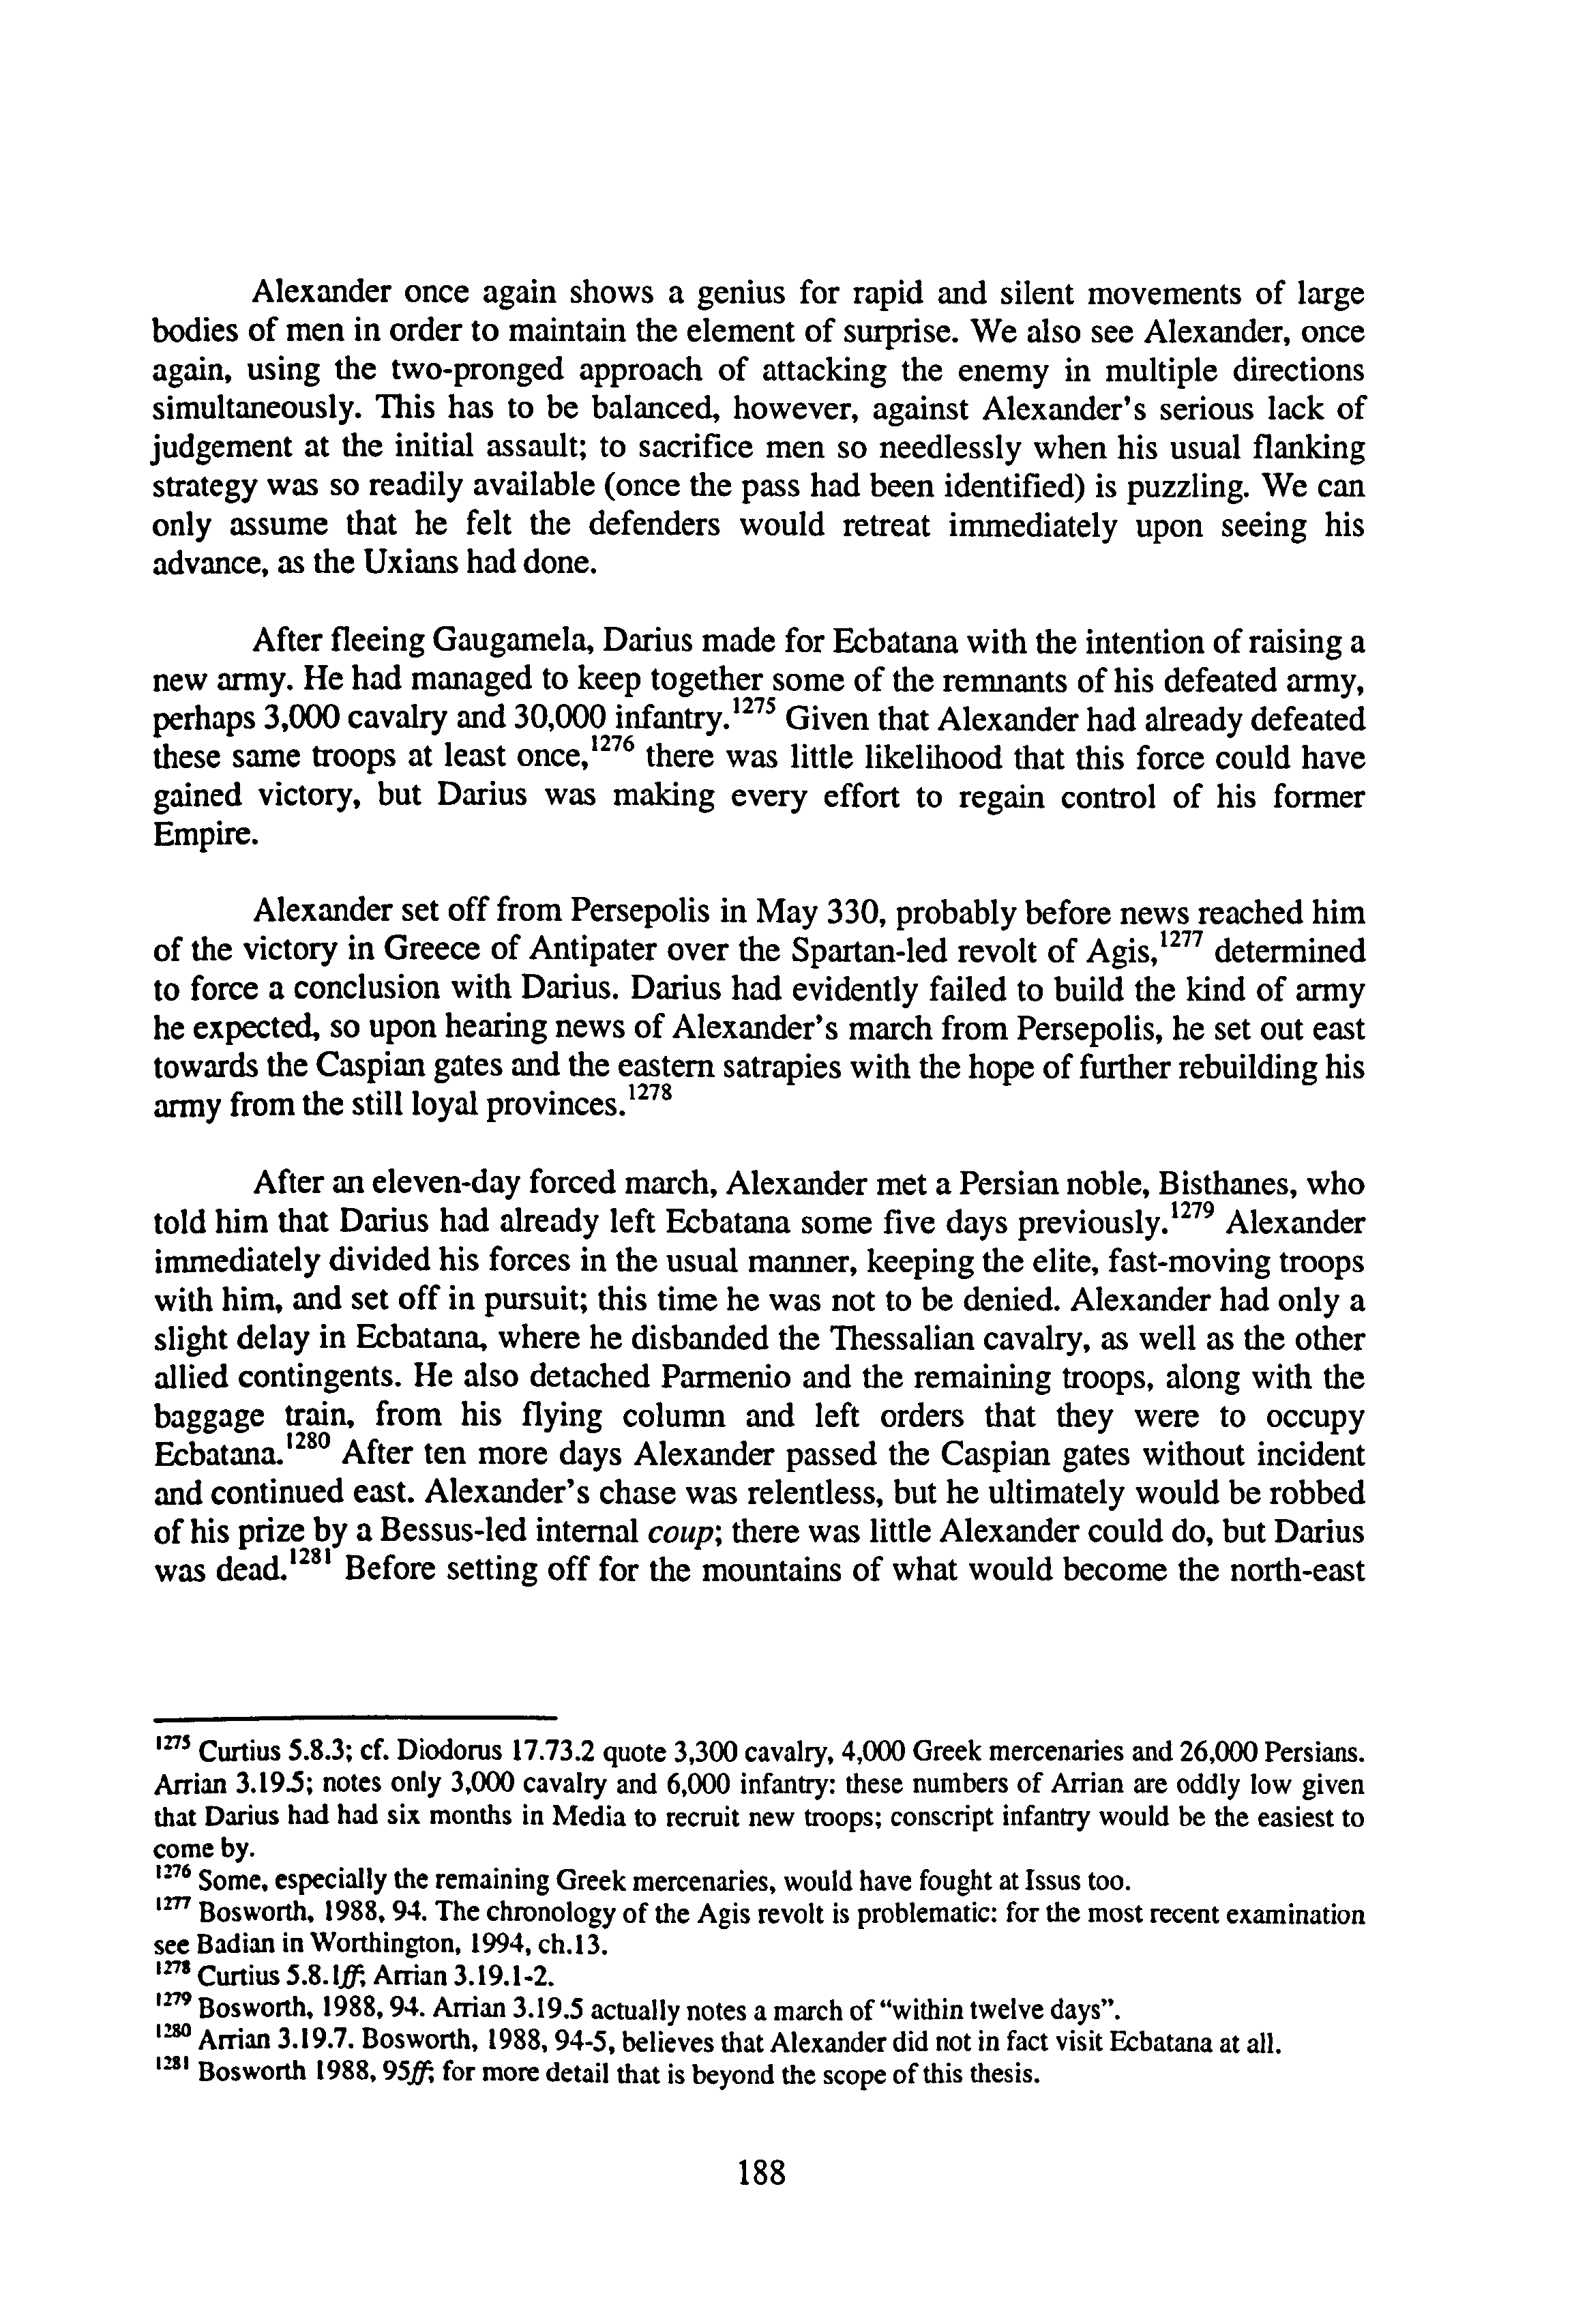 Alexander once again shows a genius for rapid and silent movements of large
bodies of men in order to maintain the element of surprise. We also see Alexander, once
again, using the two-pronged approach of attacking the enemy in multiple directions
simultaneously. This has to be balanced, however, against Alexander's serious lack of
judgement at the initial assault; to sacrifice men so needlessly when his usual flanking
strategy was so readily available (once the pass had been identified) is puzzling. We can
only assume that he felt the defenders would retreat immediately upon seeing his
advance, as the Uxians had done.
After fleeing Gaugamela, Darius made for Ecbatana with the intention of raising a
new army. He had managed to keep together some of the remnants of his defeated army,
perhaps 3,000 cavalry and 30,000 infantry.1275 Given that Alexander had already defeated
these same troops at least once,1276 there was little likelihood that this force could have
gained victory, but Darius was making every effort to regain control of his former
Empire.
Alexander set off from Persepolis in May 330, probably before news reached him
of the victory in Greece of Antipater over the Spartan-led revolt of Agis,1277 determined
to force a conclusion with Darius. Darius had evidently failed to build the kind of army
he expected, so upon hearing news of Alexander's march from Persepolis, he set out east
towards the Caspian gates and the eastern satrapies with the hope of further rebuilding his
army from the still loyal provinces.1278
After an eleven-day forced march, Alexander met a Persian noble, Bisthanes, who
told him that Darius had already left Ecbatana some five days previously.1279 Alexander
immediately divided his forces in the usual manner, keeping the elite, fast-moving troops
with him, and set off in pursuit; this time he was not to be denied. Alexander had only a
slight delay in Ecbatana, where he disbanded the Thessalian cavalry, as well as the other
allied contingents. He also detached Parmenio and the remaining troops, along with the
baggage train, from his flying column and left orders that they were to occupy
Ecbatana.1280 After ten more days Alexander passed the Caspian gates without incident
and continued east. Alexander's chase was relentless, but he ultimately would be robbed
of his prize by a Bessus-led internal coup; there was little Alexander could do, but Darius
was dead.1281 Before setting off for the mountains of what would become the north-east
1275 Curtius 5.8.3; cf. Diodorus 17.73.2 quote 3,300 cavalry, 4,000 Greek mercenaries and 26,000 Persians.
Arrian 3.19.5; notes only 3,000 cavalry and 6,000 infantry: these numbers of Arrian are oddly low given
that Darius had had six months in Media to recruit new troops; conscript infantry would be the easiest to
come by.
1276 Some, especially the remaining Greek mercenaries, would have fought at Issus too.
1277 Bosworth, 1988, 94. The chronology of the Agis revolt is problematic: for the most recent examination
see Badian in Worthington, 1994, ch.13.
1278 Curtius 5.8.1ff; Arrian 3.19.1-2.
1279 Bosworth, 1988, 94. Arrian 3.19.5 actually notes a march of "within twelve days".
1280 Arrian 3.19.7. Bosworth, 1988, 94-5, believes that Alexander did not in fact visit Ecbatana at all.
1281 Bosworth 1988, 95ff; for more detail that is beyond the scope of this thesis.
188